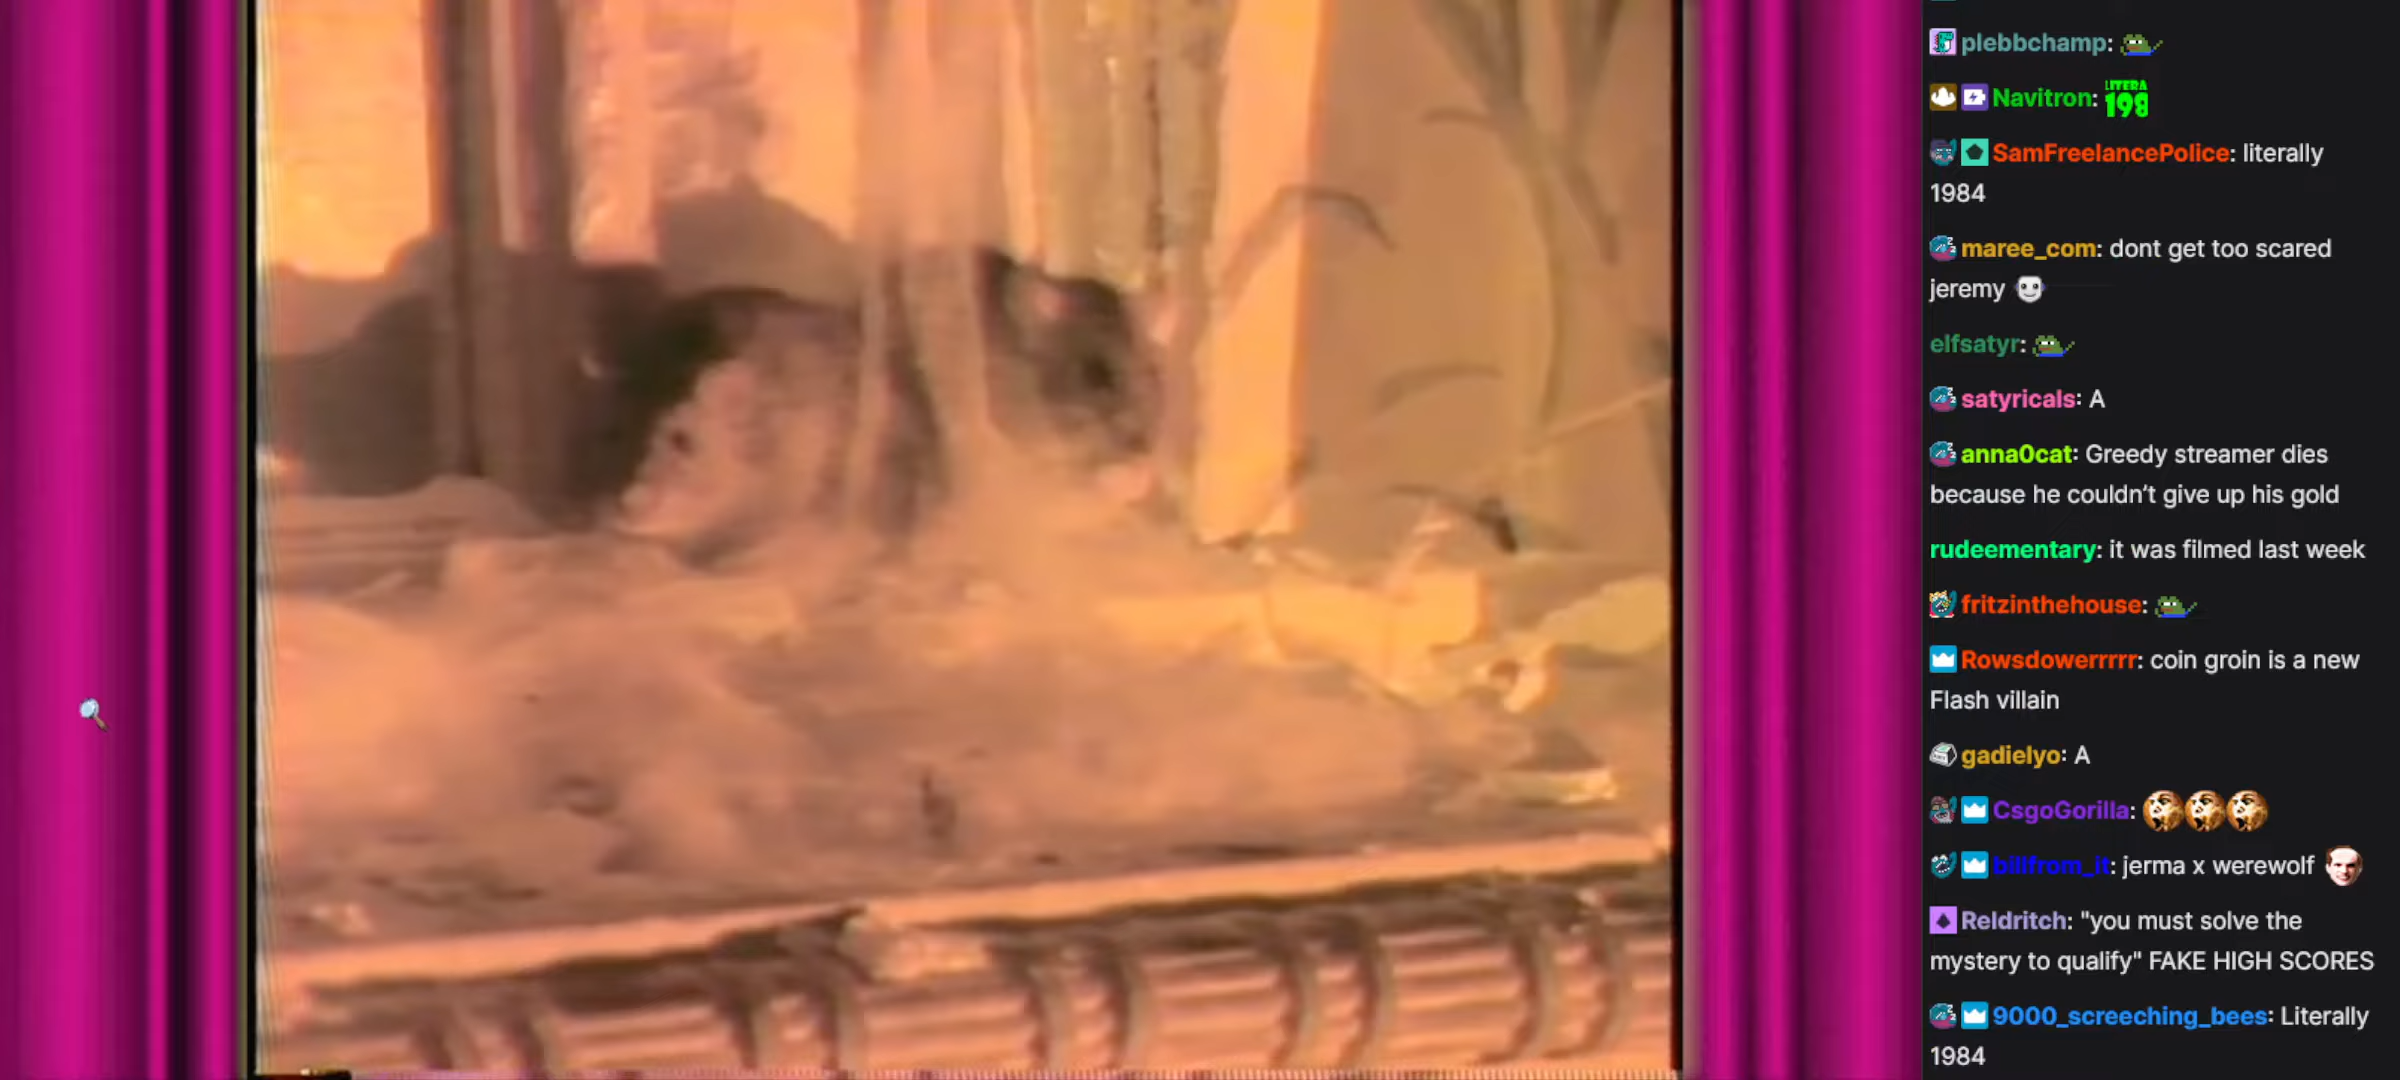 plebbchamp:
Navitron: LITERA
198
SamFreelancePolice: literally
1984
maree_com: dont get too scared
jeremy
elfsatyr:
satyricals: A
anna0cat: Greedy streamer dies
because he couldn't give up his gold
rudeementary: it was filmed last week
fritzinthehouse:
Rowsdowerrrrr: coin groin is a new
Flash villain
gadielyo: A
CsgoGorilla:
billfrom_it: jerma x werewolf
Reldritch: "you must solve the
mystery to qualify" FAKE HIGH SCORES
9000_screeching_bees: Literally
1984